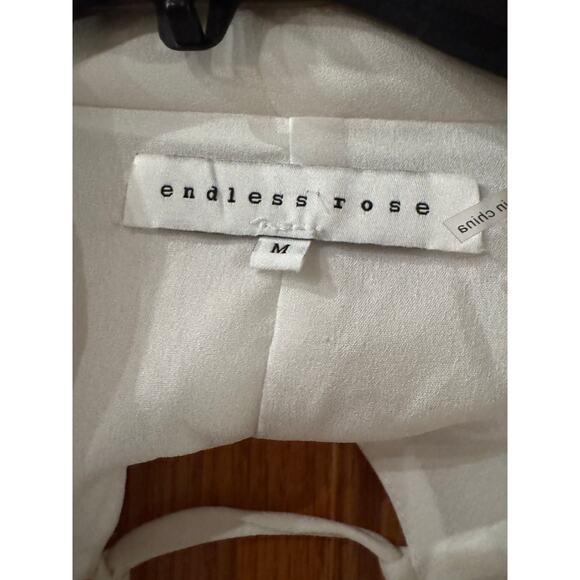 endless rose
M
in china